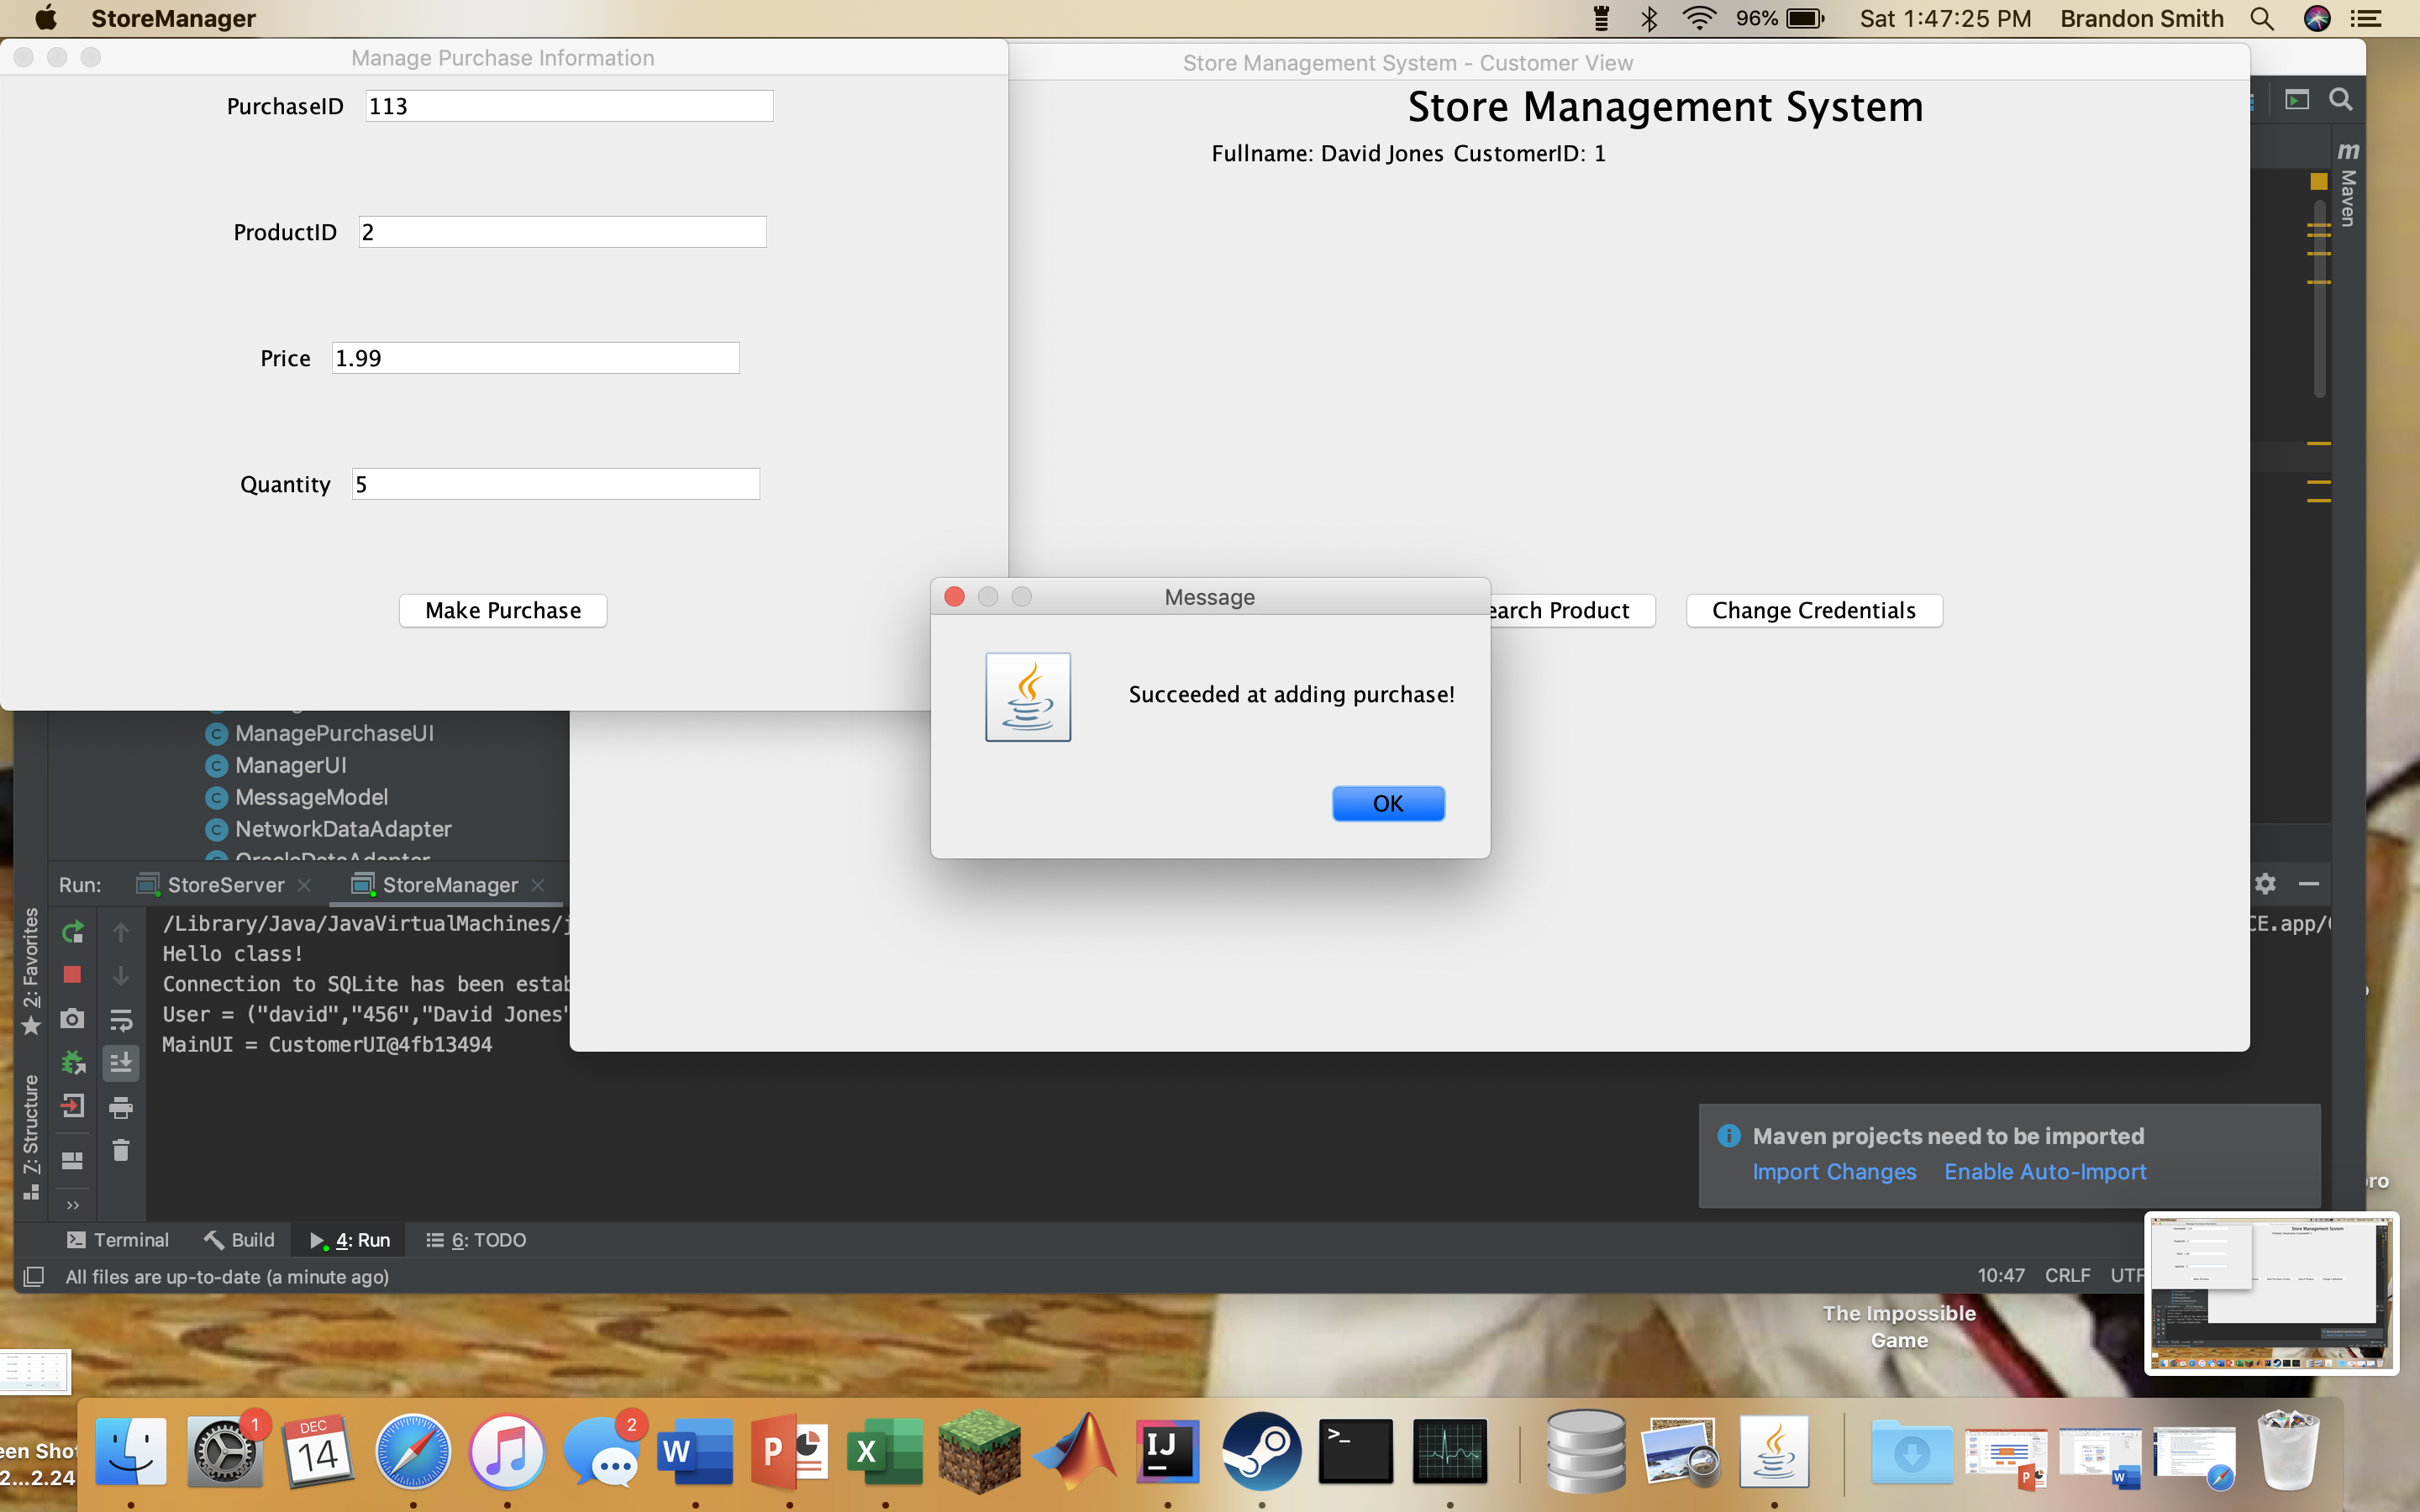 StoreManager
96%
Sat 1:47:25 PM
Brandon Smith
Manage Purchase Information
PurchaseID 113
ProductID 2
Price 1.99
Quantity 5
Make Purchase
Store Management System - Customer View
Store Management System
Fullname: David Jones CustomerID: 1
earch Product
Change Credentials
Message
Succeeded at adding purchase!
OK
m Maven
ManagePurchaseUI
ManagerUI
MessageModel
NetworkDataAdapter
OracleDataAdapter
Run: StoreServer StoreManager
/Library/Java/JavaVirtualMachines/j
CE.app/
Hello class!
Connection to SQLite has been estab
User = ("david","456","David Jones"
MainUI = CustomerUI@4fb13494
2: Favorites
7: Structure
Maven projects need to be imported
Import Changes Enable Auto-Import
Terminal
Build
4: Run
6: TODO
All files are up-to-date (a minute ago)
10:47 CRLF UTF
ro
The Impossible
Game
een Shot
2...2.24
1
DEC
14
2
W
P
X
IJ
>_
P
W